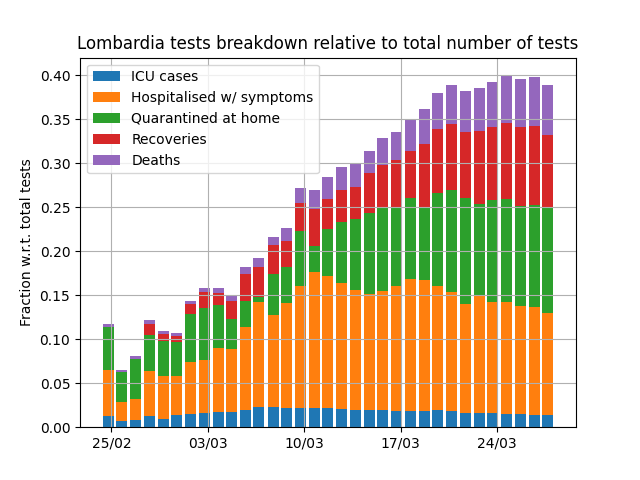 Lombardia tests breakdown relative to total number of tests
Fraction w.r.t. total tests
0.40
0.35
0.30
0.25
0.20
0.15
0.10
0.05
0.00
ICU cases
Hospitalised w/ symptoms
Quarantined at home
Recoveries
Deaths
25/02 03/03 10/03 17/03 24/03